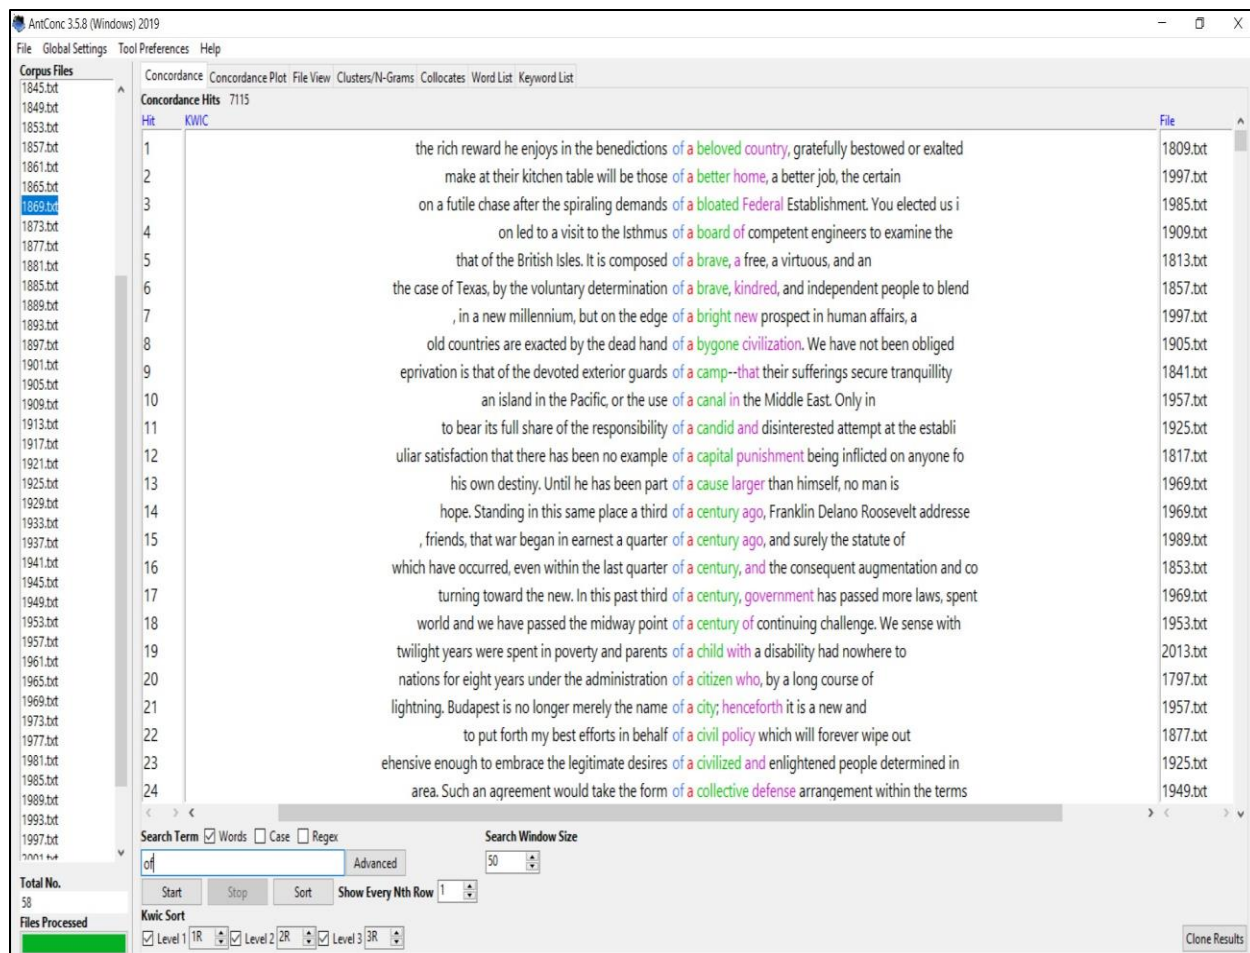 AntConc 3.5.8 (Windows) 2019
File Global Settings Tool Preferences Help
Corpus Files
1845.txt
1849.txt
1853.txt
1857.txt
1861.txt
1865.txt
1869.txt
1873.txt
1877.txt
1881.txt
1885.txt
1889.txt
1893.txt
1897.txt
1901.txt
1905.txt
1909.txt
1913.txt
1917.txt
1921.txt
1925.txt
1929.txt
1933.txt
1937.txt
1941.txt
1945.txt
1949.txt
1953.txt
1957.txt
1961.txt
1965.txt
1969.txt
1973.txt
1977.txt
1981.txt
1985.txt
1989.txt
1993.txt
1997.txt
2001.txt
Total No.
58
Files Processed
Concordance Concordance Plot File View Clusters/N-Grams Collocates Word List Keyword List
Concordance Hits 7115
Hit KWIC File
1 the rich reward he enjoys in the benedictions of a beloved country, gratefully bestowed or exalted 1809.txt
2 make at their kitchen table will be those of a better home, a better job, the certain 1997.txt
3 on a futile chase after the spiraling demands of a bloated Federal Establishment. You elected us i 1985.txt
4 on led to a visit to the Isthmus of a board of competent engineers to examine the 1909.txt
5 that of the British Isles. It is composed of a brave, a free, a virtuous, and an 1813.txt
6 the case of Texas, by the voluntary determination of a brave, kindred, and independent people to blend 1857.txt
7 , in a new millennium, but on the edge of a bright new prospect in human affairs, a 1997.txt
8 old countries are exacted by the dead hand of a bygone civilization. We have not been obliged 1905.txt
9 eprivation is that of the devoted exterior guards of a camp--that their sufferings secure tranquillity 1841.txt
10 an island in the Pacific, or the use of a canal in the Middle East. Only in 1957.txt
11 to bear its full share of the responsibility of a candid and disinterested attempt at the establi 1925.txt
12 uliar satisfaction that there has been no example of a capital punishment being inflicted on anyone fo 1817.txt
13 his own destiny. Until he has been part of a cause larger than himself, no man is 1969.txt
14 hope. Standing in this same place a third of a century ago, Franklin Delano Roosevelt addresse 1969.txt
15 , friends, that war began in earnest a quarter of a century ago, and surely the statute of 1989.txt
16 which have occurred, even within the last quarter of a century, and the consequent augmentation and co 1853.txt
17 turning toward the new. In this past third of a century, government has passed more laws, spent 1969.txt
18 world and we have passed the midway point of a century of continuing challenge. We sense with 1953.txt
19 twilight years were spent in poverty and parents of a child with a disability had nowhere to 2013.txt
20 nations for eight years under the administration of a citizen who, by a long course of 1797.txt
21 lightning. Budapest is no longer merely the name of a city; henceforth it is a new and 1957.txt
22 to put forth my best efforts in behalf of a civil policy which will forever wipe out 1877.txt
23 ehensive enough to embrace the legitimate desires of a civilized and enlightened people determined in 1925.txt
24 area. Such an agreement would take the form of a collective defense arrangement within the terms 1949.txt
Search Term Words Case Regex Search Window Size
of Advanced 50
Start Stop Sort Show Every Nth Row 1
Kwic Sort
Level 1 1R Level 2 2R Level 3 3R Clone Results